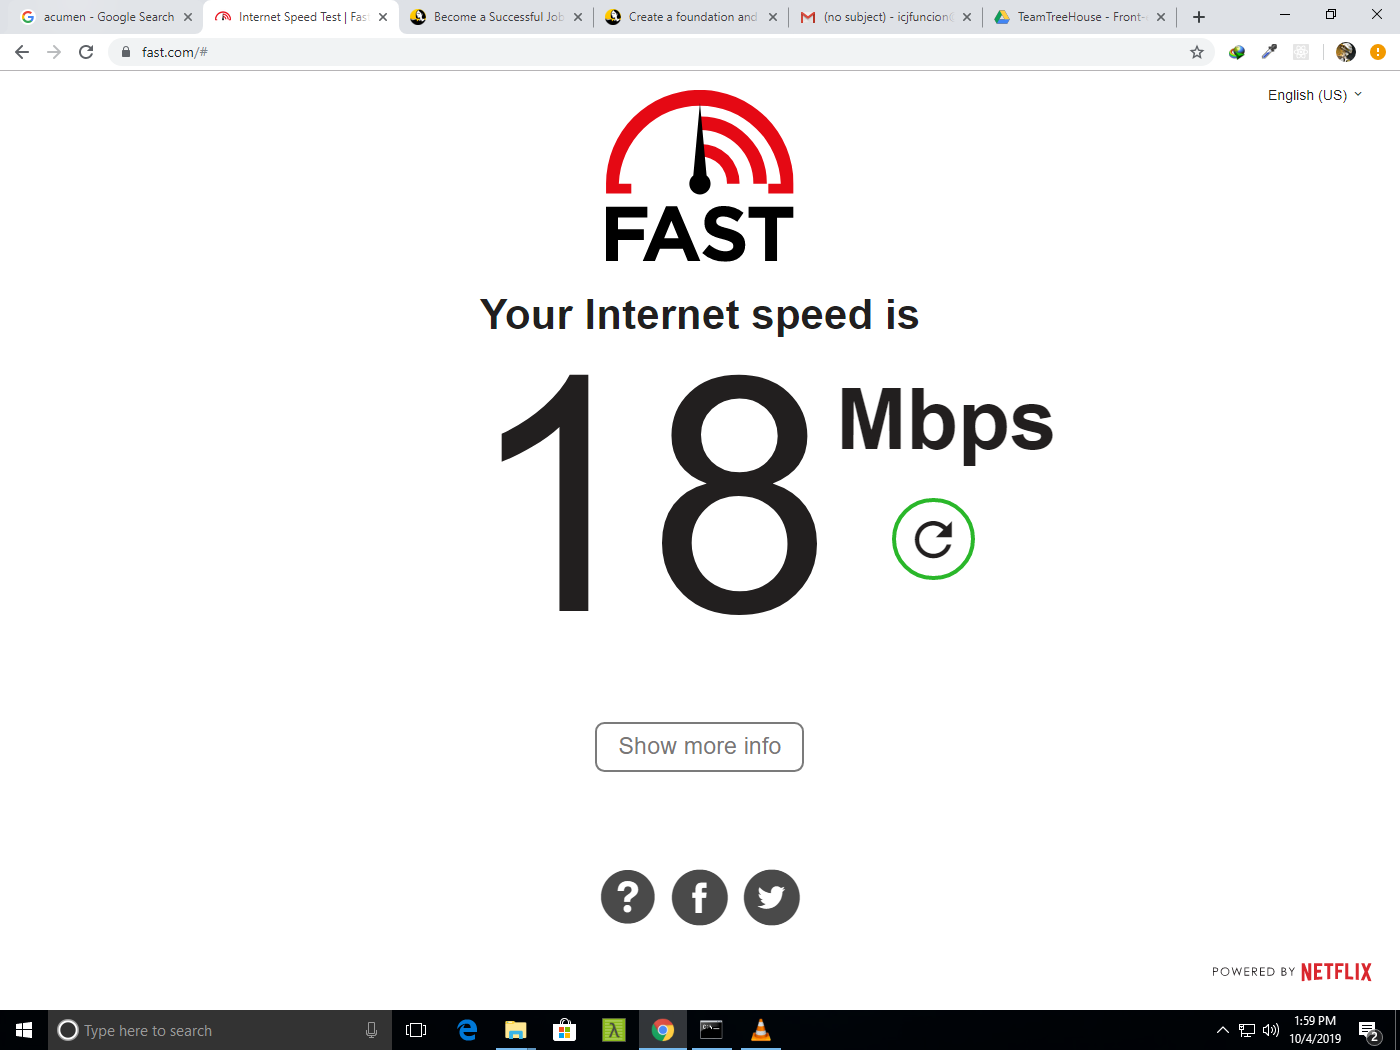 acumen - Google Search
Internet Speed Test | Fast
Become a Successful Job
Create a foundation and
(no subject) - icjfuncion
TeamTreeHouse - Front-
fast.com/#
English (US)
FAST
Your Internet speed is
18 Mbps
Show more info
POWERED BY NETFLIX
Type here to search
1:59 PM
10/4/2019
2